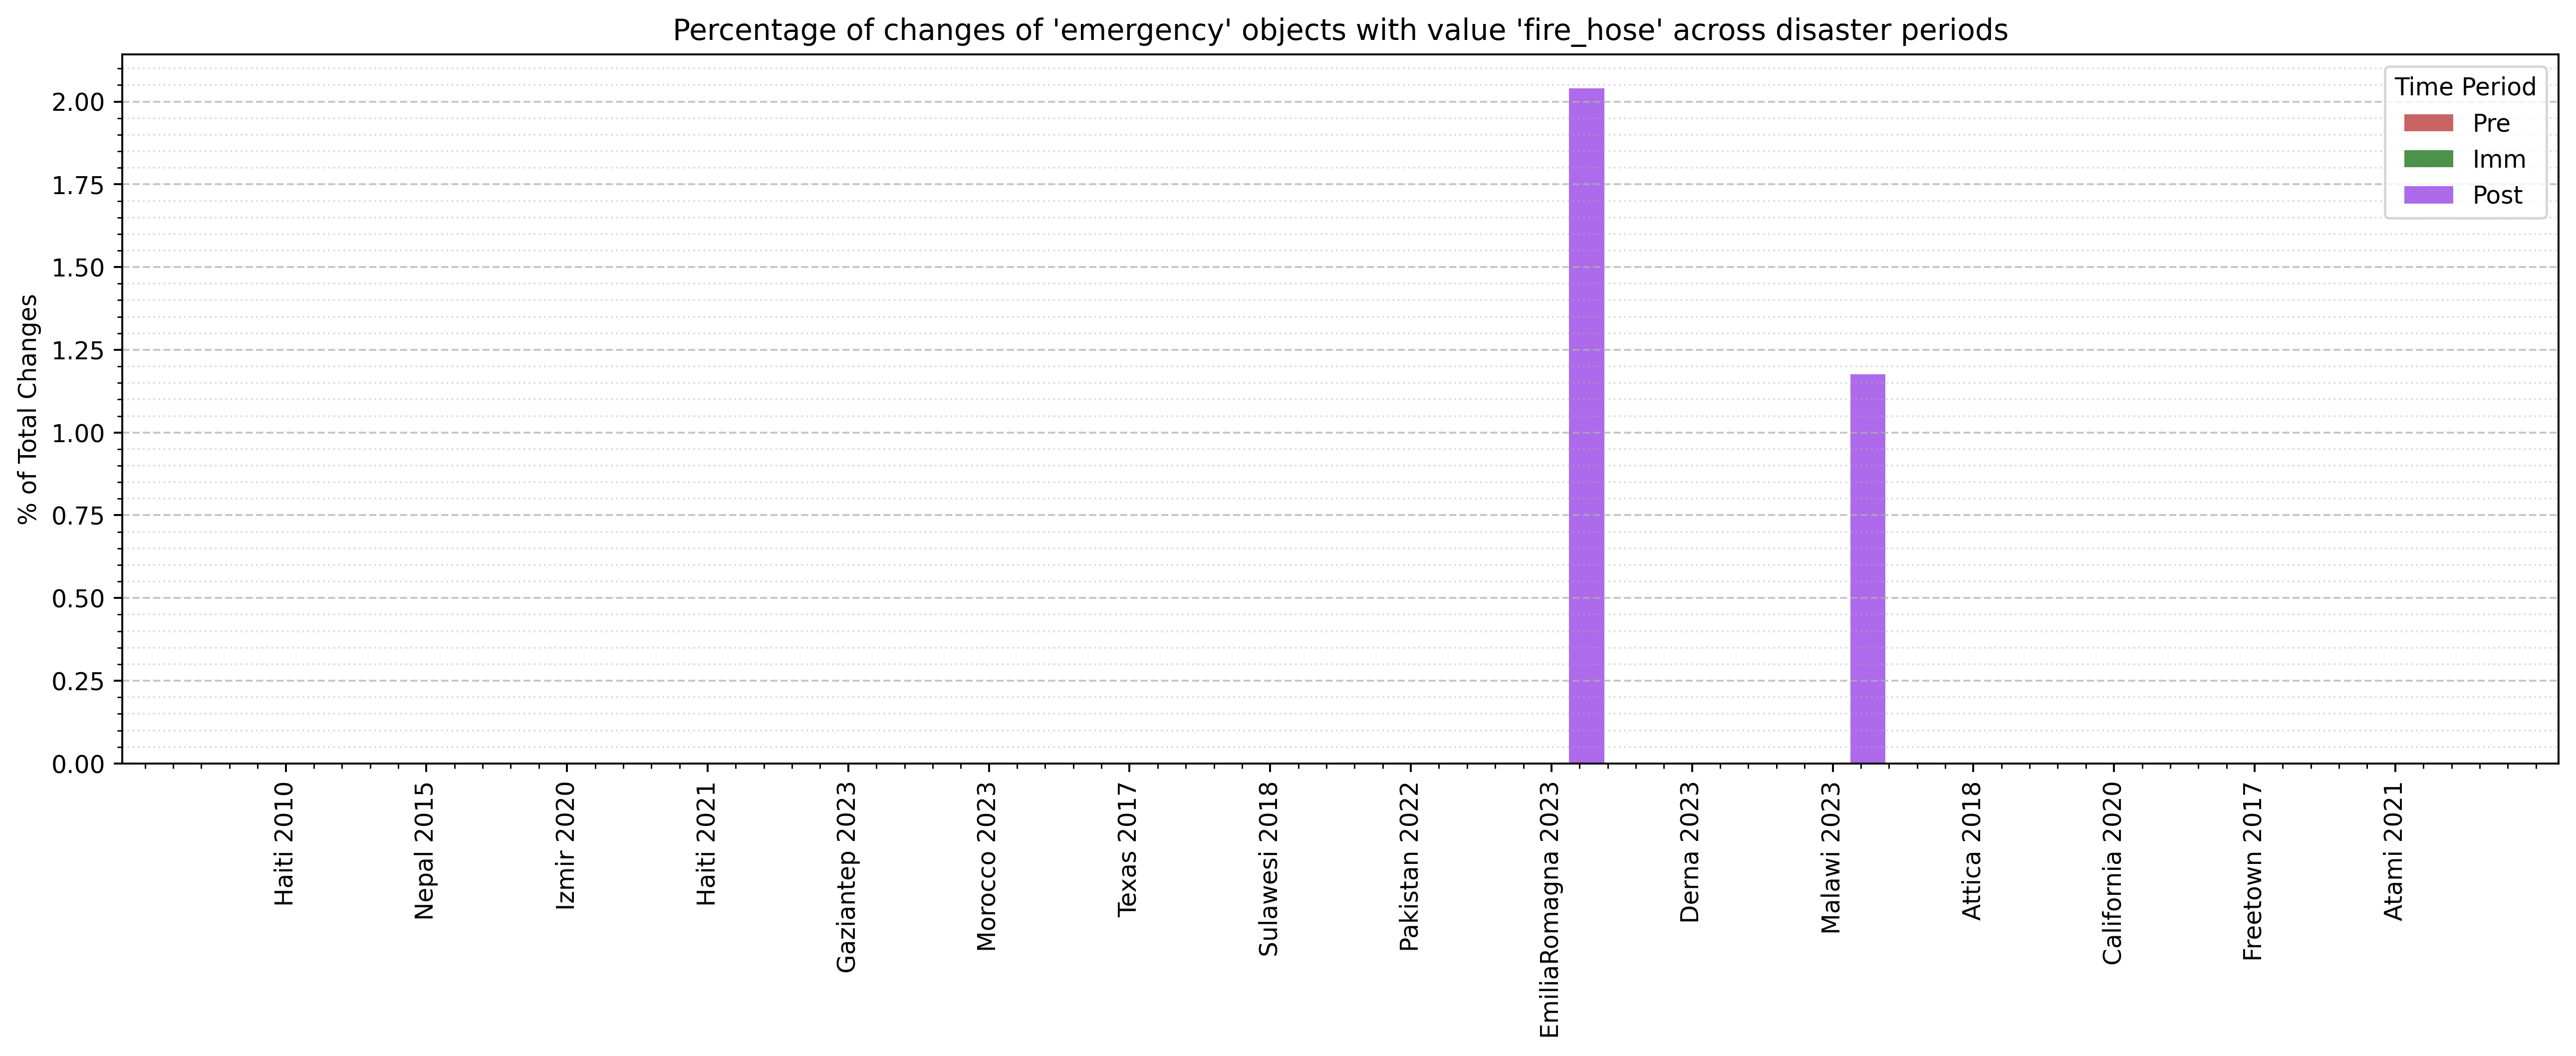 Percentage of changes of 'emergency' objects with value 'fire_hose' across disaster periods
% of Total Changes
2.00
1.75
1.50
1.25
1.00
0.75
0.50
0.25
0.00
Time Period
Pre
Imm
Post
Haiti 2010
Nepal 2015
Izmir 2020
Haiti 2021
Gaziantep 2023
Morocco 2023
Texas 2017
Sulawesi 2018
Pakistan 2022
EmiliaRomagna 2023
Derna 2023
Malawi 2023
Attica 2018
California 2020
Freetown 2017
Atami 2021